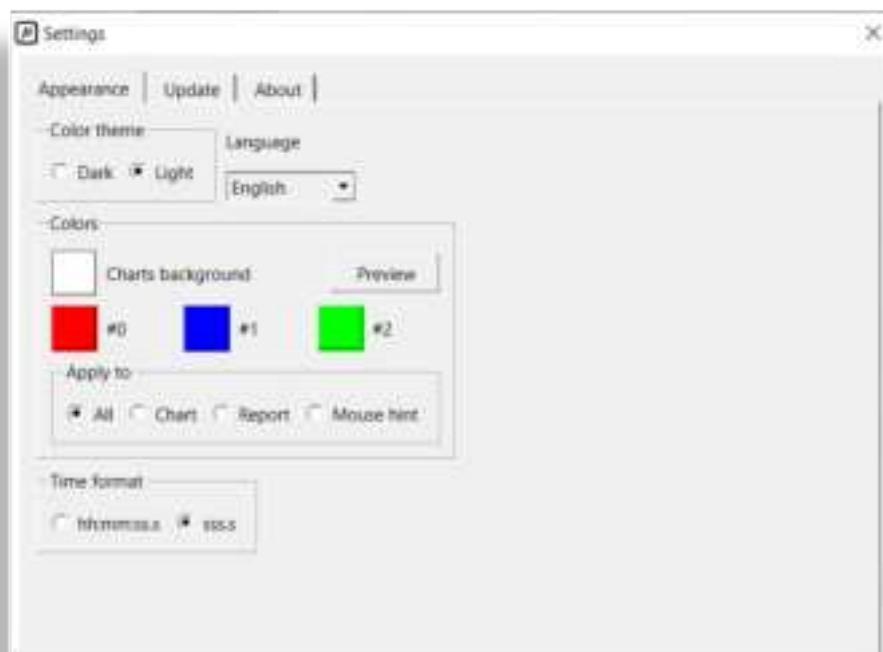 Settings
Appearance Update About
Color theme
Language
Dark Light
English
Colors
Charts background Preview
#0 #1 #2
Apply to
All Chart Report Mouse hint
Time format
hh:mm:ss.s sss.s